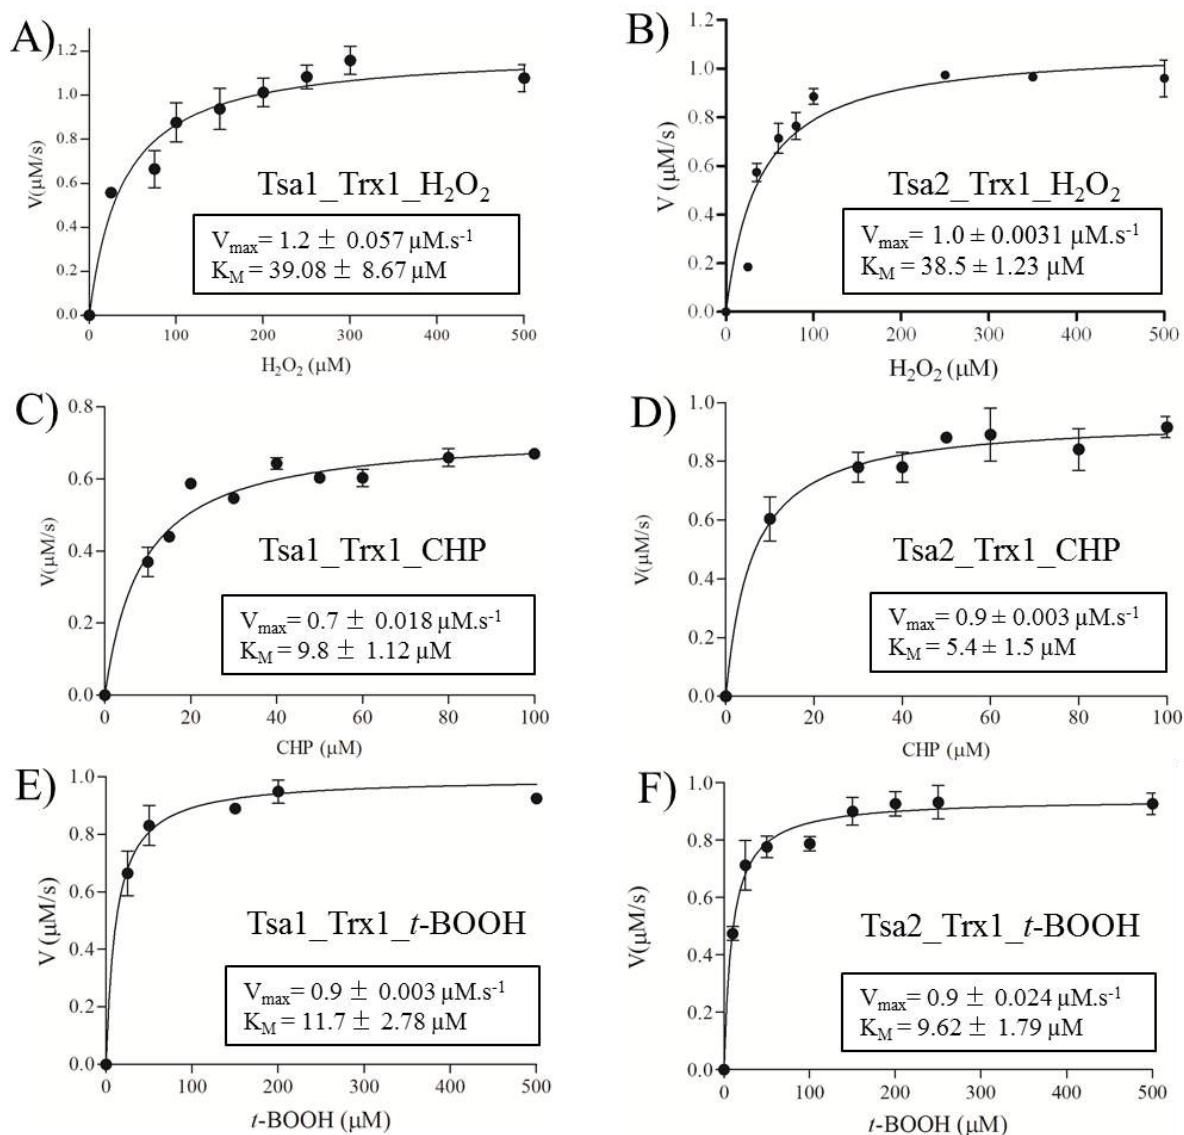 A)
1.2
1.0
0.8
0.6
0.4
0.2
0.0
V(μM/s)
0 100 200 300 400 500
H₂O₂ (μM)
Tsa1_Trx1_H₂O₂
Vmax= 1.2 ± 0.057 μM.s⁻¹
KM = 39.08 ± 8.67 μM
B)
1.2
1.0
0.8
0.6
0.4
0.2
0.0
V (μM/s)
0 100 200 300 400 500
H₂O₂ (μM)
Tsa2_Trx1_H₂O₂
Vmax= 1.0 ± 0.0031 μM.s⁻¹
KM = 38.5 ± 1.23 μM
C)
0.8
0.6
0.4
0.2
0.0
V(μM/s)
0 20 40 60 80 100
CHP (μM)
Tsa1_Trx1_CHP
Vmax= 0.7 ± 0.018 μM.s⁻¹
KM = 9.8 ± 1.12 μM
D)
1.0
0.8
0.6
0.4
0.2
0.0
V(μM/s)
0 20 40 60 80 100
CHP (μM)
Tsa2_Trx1_CHP
Vmax= 0.9 ± 0.003 μM.s⁻¹
KM = 5.4 ± 1.5 μM
E)
1.0
0.8
0.6
0.4
0.2
0.0
V (μM/s)
0 100 200 300 400 500
t-BOOH (μM)
Tsa1_Trx1_t-BOOH
Vmax= 0.9 ± 0.003 μM.s⁻¹
KM = 11.7 ± 2.78 μM
F)
1.0
0.8
0.6
0.4
0.2
0.0
V(μM/s)
0 100 200 300 400 500
t-BOOH (μM)
Tsa2_Trx1_t-BOOH
Vmax= 0.9 ± 0.024 μM.s⁻¹
KM = 9.62 ± 1.79 μM